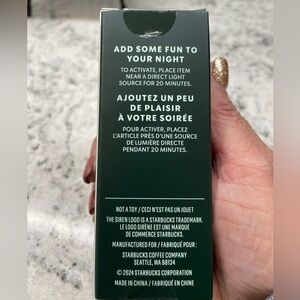 ADD SOME FUN TO
YOUR NIGHT
TO ACTIVATE, PLACE ITEM
NEAR A DIRECT LIGHT
SOURCE FOR 20 MINUTES.
AJOUTEZ UN PEU
DE PLAISIR
À VOTRE SOIRÉE
POUR ACTIVER, PLACEZ
L'ARTICLE PRÈS D'UNE SOURCE
DE LUMIÈRE DIRECTE
PENDANT 20 MINUTES.
NOT A TOY / CECI N'EST PAS UN JOUET
THE SIREN LOGO IS A STARBUCKS TRADEMARK.
LE LOGO SIRÈNE EST UNE MARQUE
DE COMMERCE STARBUCKS.
MANUFACTURED FOR / FABRIQUÉ POUR :
STARBUCKS COFFEE COMPANY
SEATTLE, WA 98134
© 2024 STARBUCKS CORPORATION
MADE IN CHINA / FABRIQUÉ EN CHINE